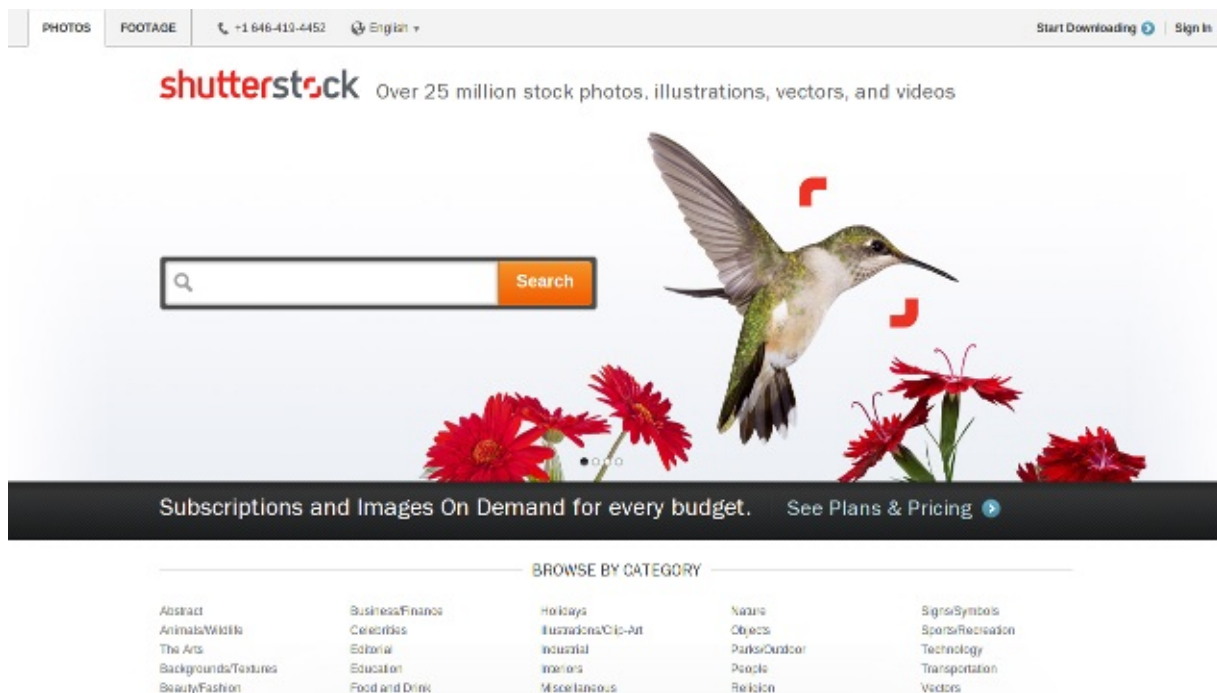 PHOTOS FOOTAGE +1 646-419-4452 English Start Downloading Sign In
shutterstock Over 25 million stock photos, illustrations, vectors, and videos
Search
Subscriptions and Images On Demand for every budget. See Plans & Pricing
BROWSE BY CATEGORY
Abstract Business/Finance Holidays Nature Signs/Symbols
Animals/Wildlife Celebrities Illustrations/Clip-Art Objects Sports/Recreation
The Arts Editorial Industrial Parks/Outdoor Technology
Backgrounds/Textures Education Interiors People Transportation
Beauty/Fashion Food and Drink Miscellaneous Religion Vectors